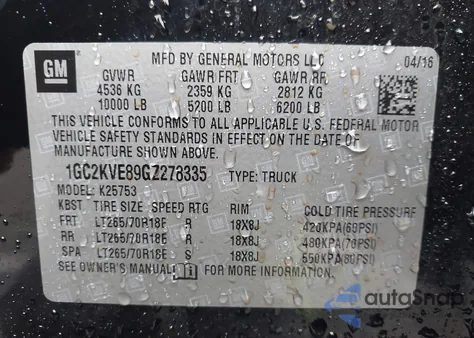 GM
MFD BY GENERAL MOTORS LLC 04/16
GVWR GAWR FRT GAWR RR
4536 KG 2359 KG 2812 KG
10000 LB 5200 LB 6200 LB
THIS VEHICLE CONFORMS TO ALL APPLICABLE U.S. FEDERAL MOTOR
VEHICLE SAFETY STANDARDS IN EFFECT ON THE DATE OF
MANUFACTURE SHOWN ABOVE.
1GC2KVE89GZ278335 TYPE: TRUCK
MODEL: K25753
KBST TIRE SIZE SPEED RTG RIM COLD TIRE PRESSURE
FRT LT265/70R18E R 18X8J 420KPA(60PSI)
RR LT265/70R18E R 18X8J 480KPA(70PSI)
SPA LT265/70R18E S 18X8J 550KPA(80PSI)
SEE OWNER'S MANUAL FOR MORE INFORMATION.
autoSnap